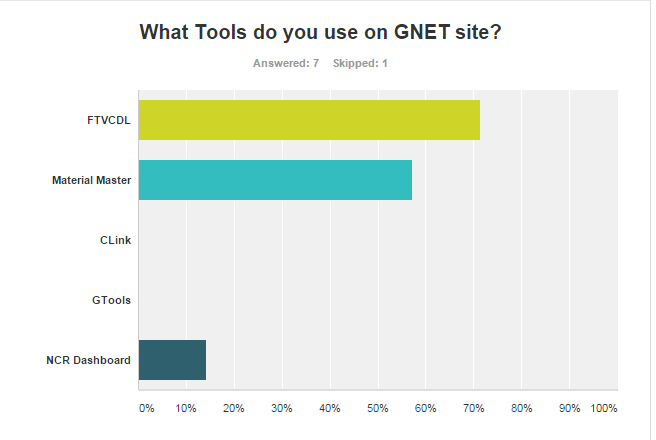 What Tools do you use on GNET site?
Answered: 7 Skipped: 1
FTVCDL
Material Master
CLink
GTools
NCR Dashboard
0% 10% 20% 30% 40% 50% 60% 70% 80% 90% 100%